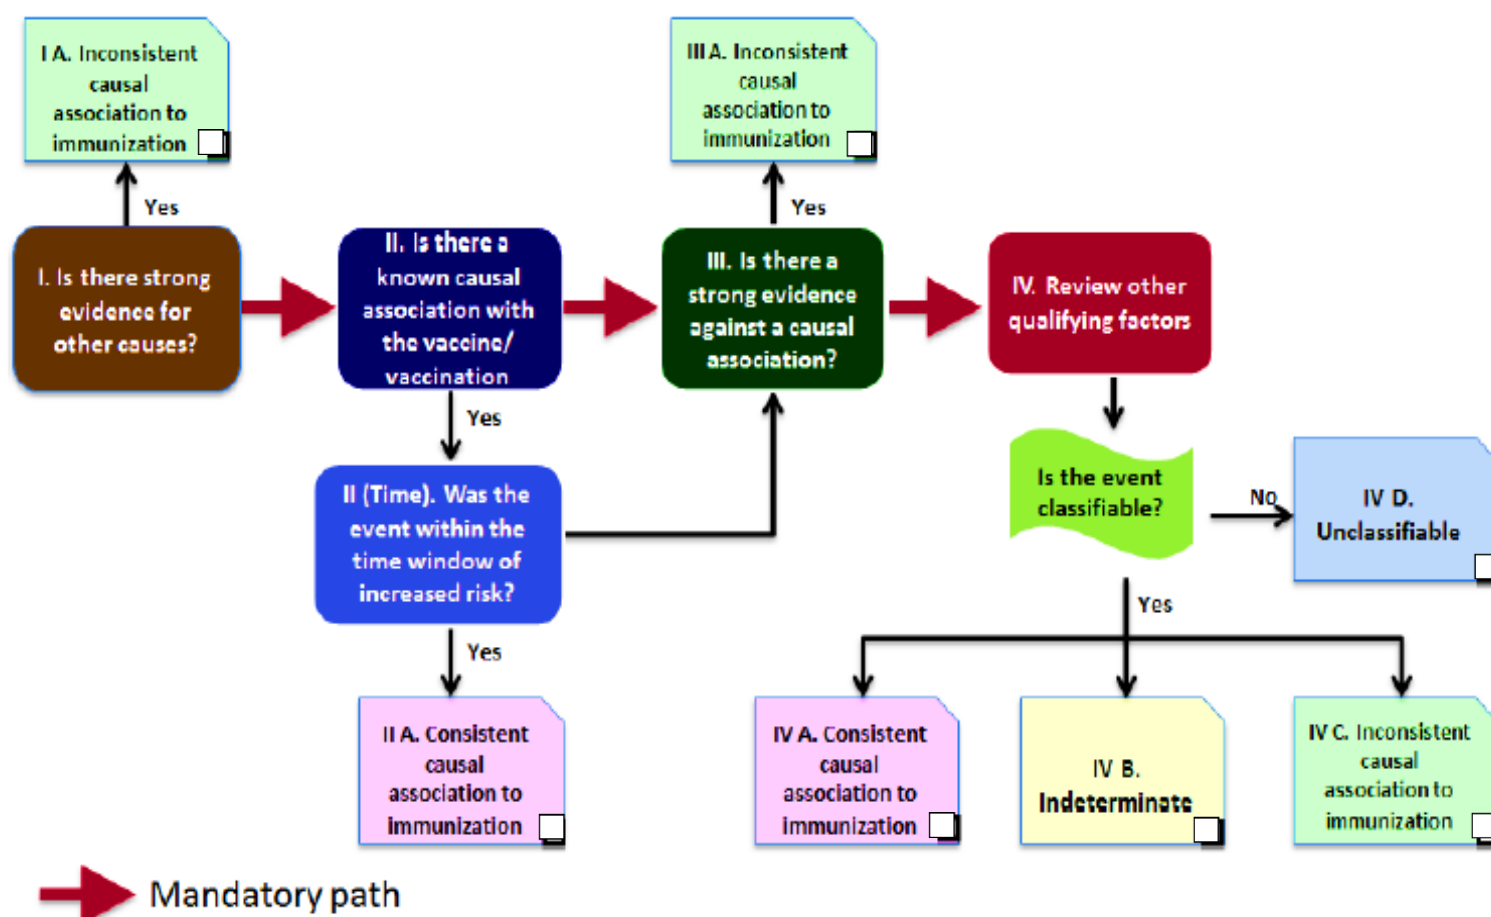 I A. Inconsistent
causal
association to
immunization
Yes
I. Is there strong
evidence for
other causes?
II. Is there a
known causal
association with
the vaccine/
vaccination
Yes
II (Time). Was the
event within the
time window of
increased risk?
Yes
II A. Consistent
causal
association to
immunization
III A. Inconsistent
causal
association to
immunization
Yes
III. Is there a
strong evidence
against a causal
association?
IV. Review other
qualifying factors
Is the event
classifiable?
No
IV D.
Unclassifiable
Yes
IV A. Consistent
causal
association to
immunization
IV B.
Indeterminate
IV C. Inconsistent
causal
association to
immunization
Mandatory path